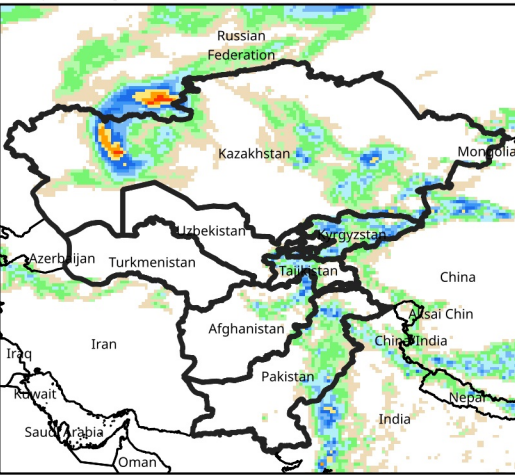 Russian
Federation
Kazakhstan
Mongolia
Uzbekistan
Kyrgyzstan
Azerbaijan
Turkmenistan
Tajikistan
China
Aksai Chin
Afghanistan
China/India
Iran
Iraq
Pakistan
Kuwait
Nepal
India
Saudi Arabia
Oman